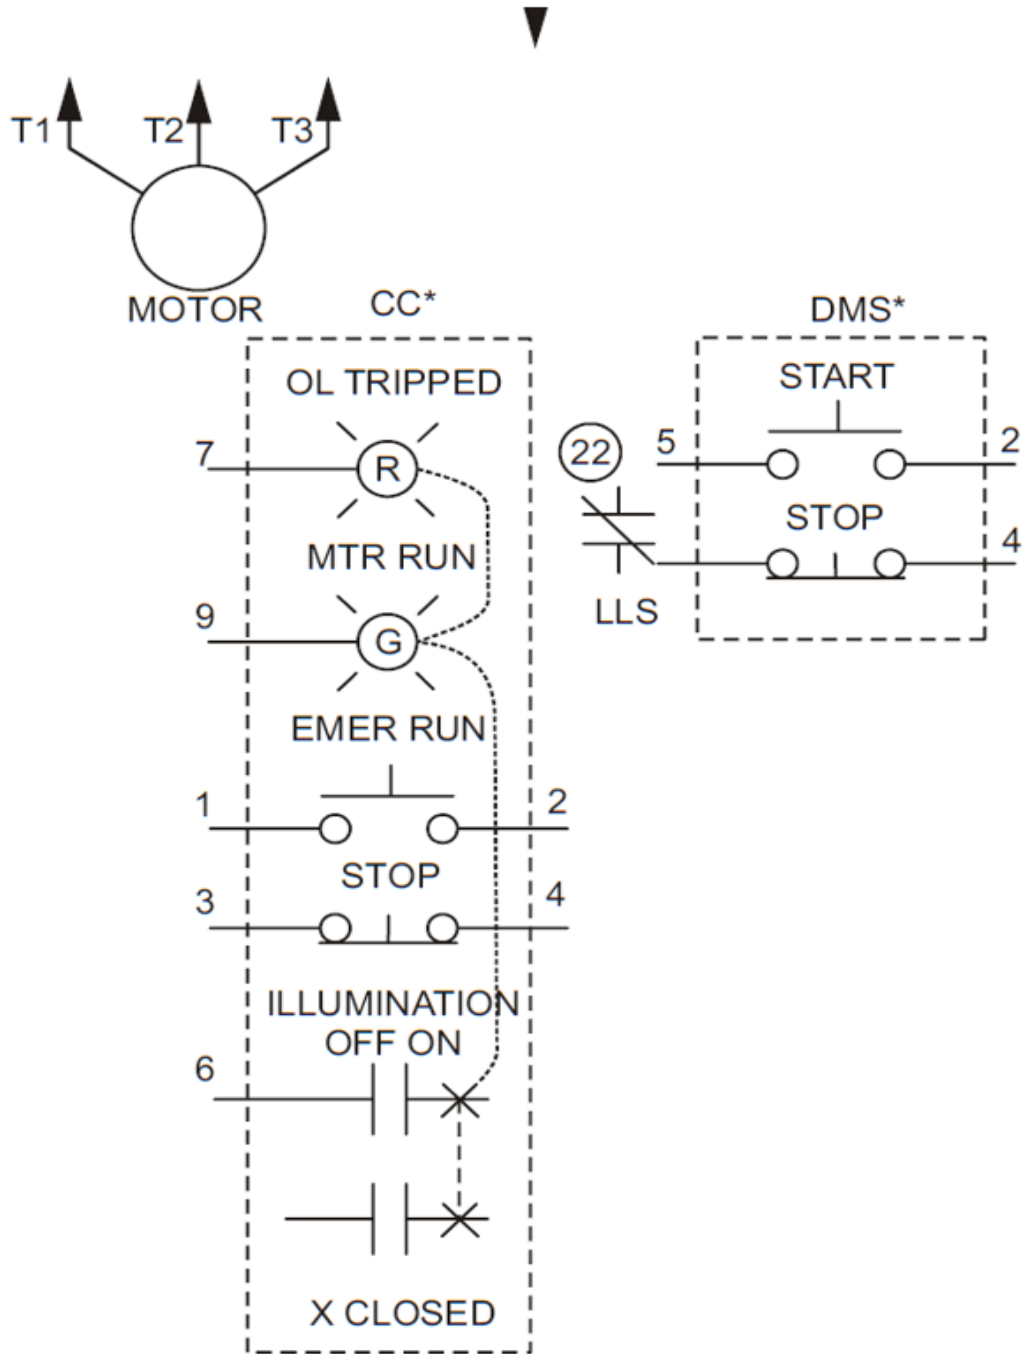 T1
T2
T3
MOTOR
CC*
DMS*
OL TRIPPED
START
7
R
22
5
2
STOP
4
MTR RUN
LLS
9
G
EMER RUN
1
2
STOP
3
4
ILLUMINATION
OFF ON
6
X CLOSED